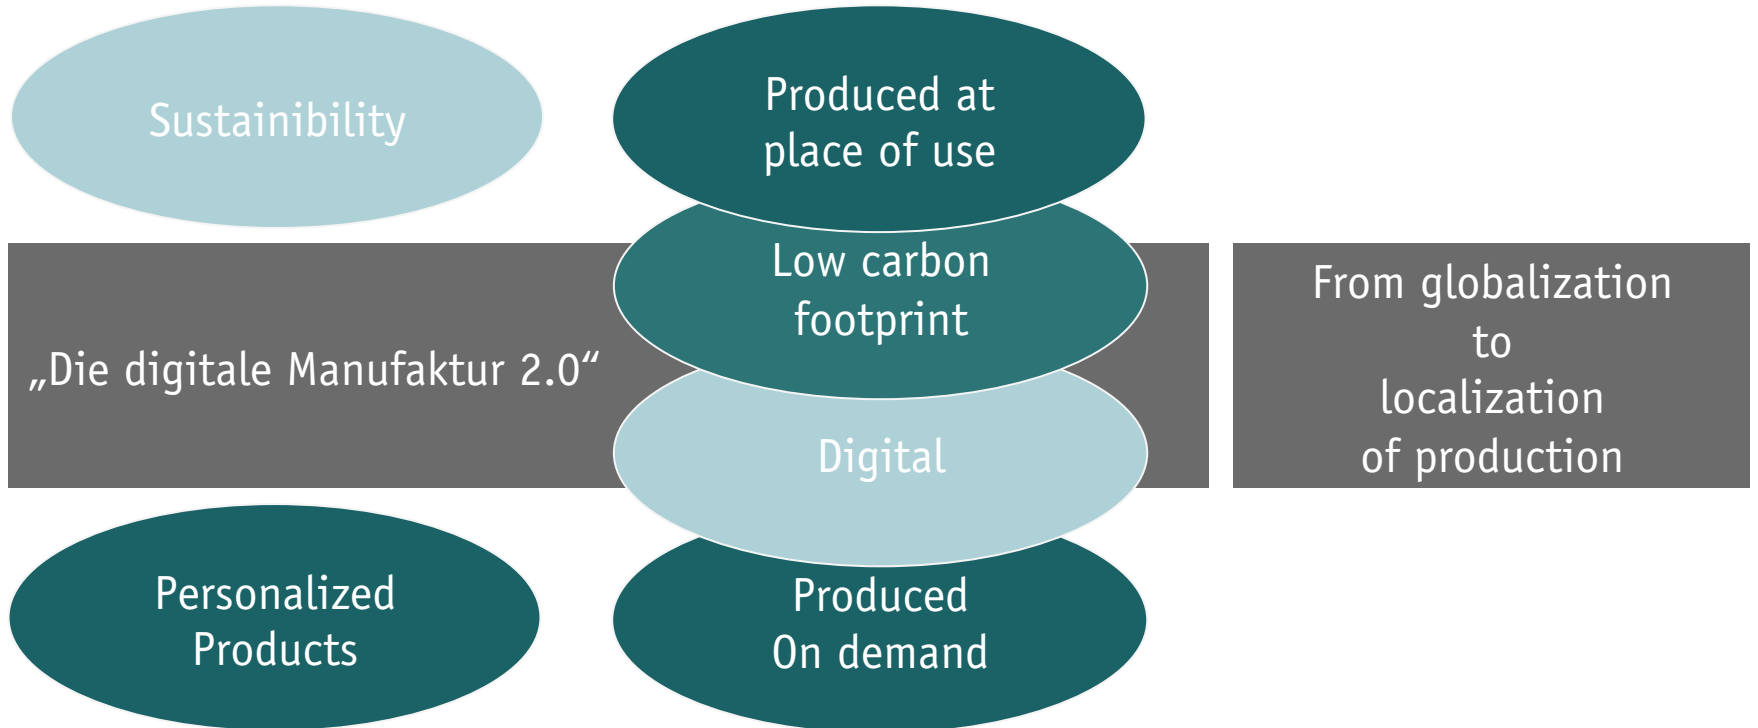 Sustainibility
Produced at
place of use
Low carbon
footprint
„Die digitale Manufaktur 2.0“
Digital
From globalization
to
localization
of production
Personalized
Products
Produced
On demand